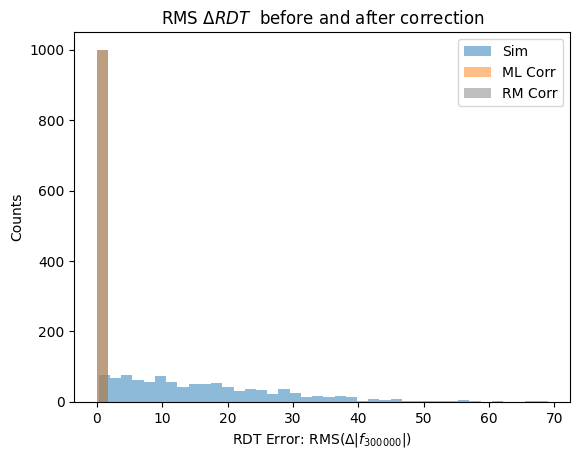 RMS ΔRDT before and after correction
Sim
ML Corr
RM Corr
Counts
1000
800
600
400
200
0
0 10 20 30 40 50 60 70
RDT Error: RMS(Δ|f₃₀₀₀₀₀|)